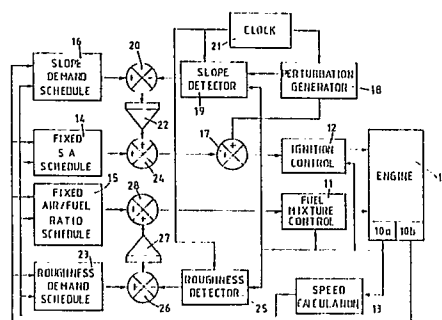 16
SLOPE
DEMAND
SCHEDULE
20
21
CLOCK
SLOPE
DETECTOR
19
PERTURBATION
GENERATOR
18
22
14
FIXED
S A
SCHEDULE
24
17
12
IGNITION
CONTROL
ENGINE
15
FIXED
AIR/FUEL
RATIO
SCHEDULE
28
11
FUEL
MIXTURE
CONTROL
10a
10b
27
23
ROUGHNESS
DEMAND
SCHEDULE
26
ROUGHNESS
DETECTOR
25
SPEED
CALCULATION
13